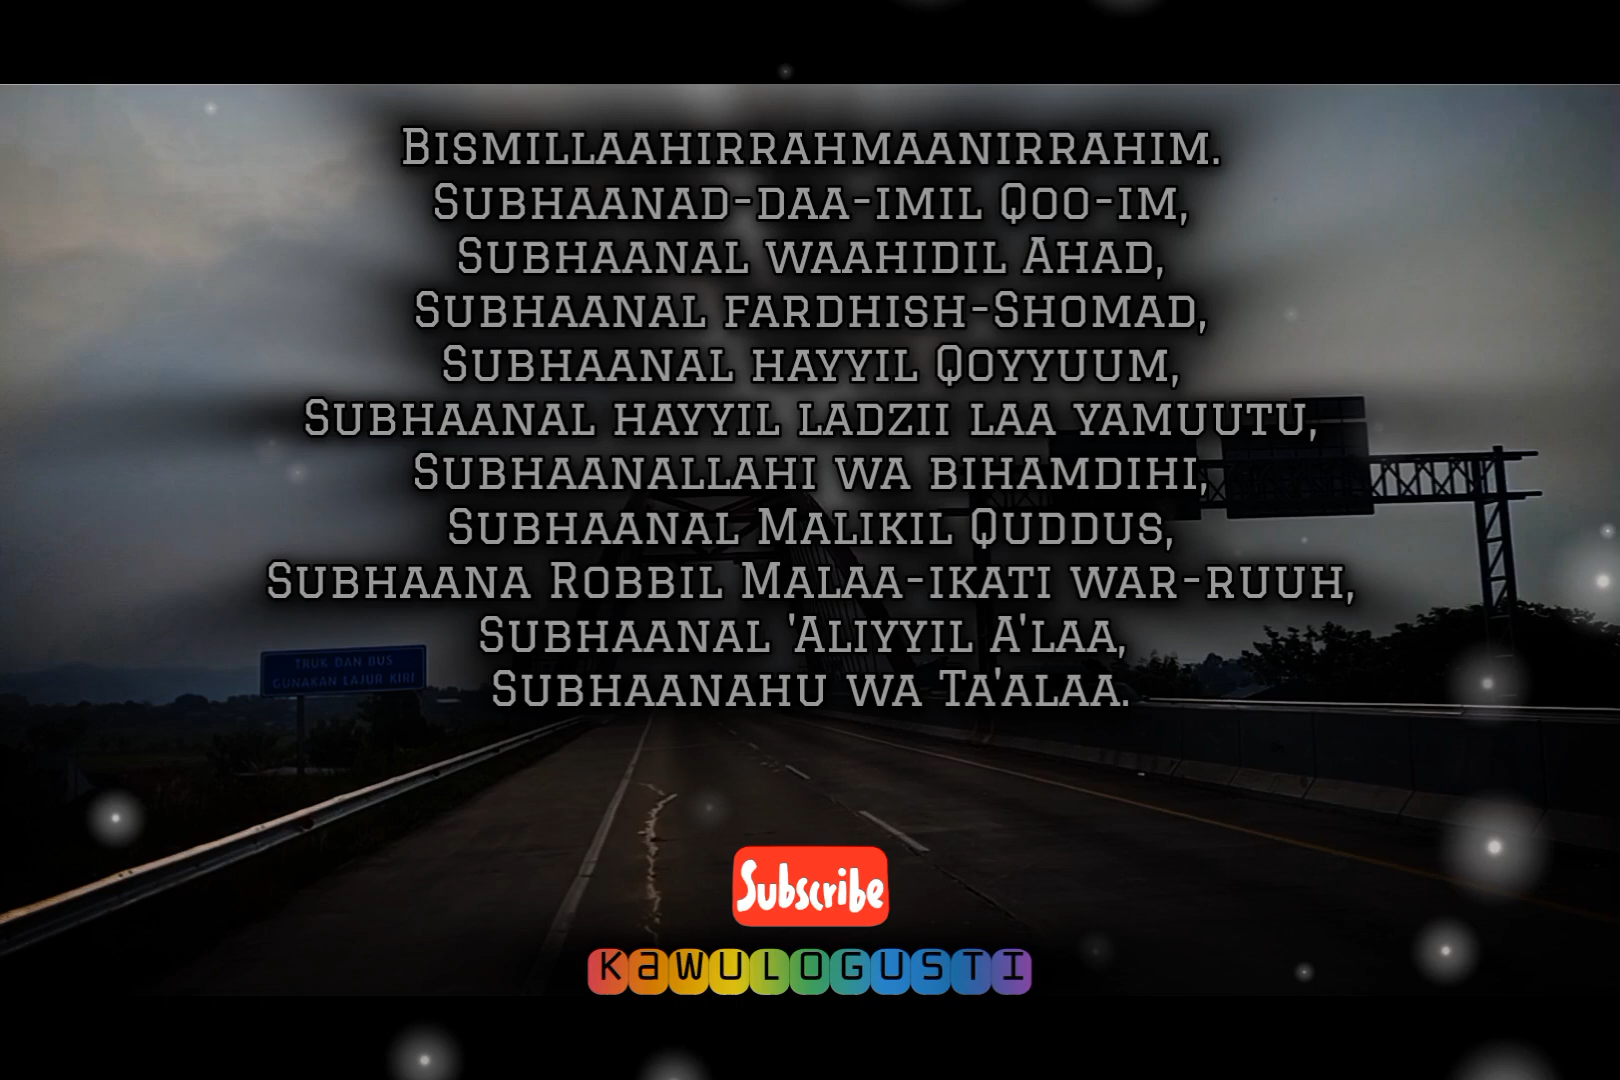 Bismillaahirrahmaanirrahim.
Subhaanad-daa-imil Qoo-im,
Subhaanal waahidil Ahad,
Subhaanal fardhish-Shomad,
Subhaanal hayyil Qoyyuum,
Subhaanal hayyil ladzii laa yamuutu,
Subhaanallahi wa bihamdihi,
Subhaanal Malikil Quddus,
Subhaana Robbil Malaa-ikati war-ruuh,
Subhaanal 'Aliyyil A'laa,
Subhaanahu wa Ta'alaa.
TRUK DAN BUS
GUNAKAN LAJUR KIRI
Subscribe
KaWULOGUSTI